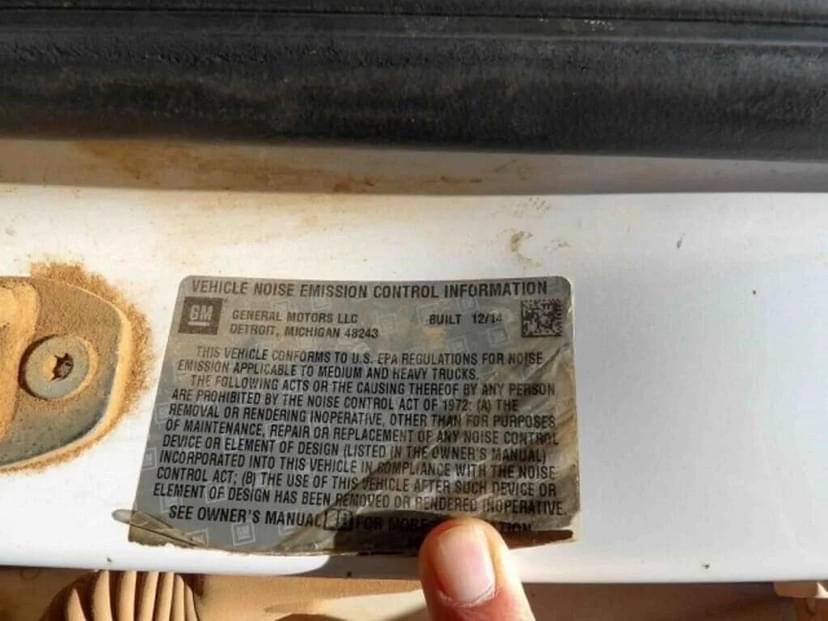 VEHICLE NOISE EMISSION CONTROL INFORMATION
GM GENERAL MOTORS LLC BUILT 12/14
DETROIT, MICHIGAN 48243
THIS VEHICLE CONFORMS TO U.S. EPA REGULATIONS FOR NOISE
EMISSION APPLICABLE TO MEDIUM AND HEAVY TRUCKS.
THE FOLLOWING ACTS OR THE CAUSING THEREOF BY ANY PERSON
ARE PROHIBITED BY THE NOISE CONTROL ACT OF 1972: (A) THE
REMOVAL OR RENDERING INOPERATIVE, OTHER THAN FOR PURPOSES
OF MAINTENANCE, REPAIR OR REPLACEMENT OF ANY NOISE CONTROL
DEVICE OR ELEMENT OF DESIGN (LISTED IN THE OWNER'S MANUAL)
INCORPORATED INTO THIS VEHICLE IN COMPLIANCE WITH THE NOISE
CONTROL ACT; (B) THE USE OF THIS VEHICLE AFTER SUCH DEVICE OR
ELEMENT OF DESIGN HAS BEEN REMOVED OR RENDERED INOPERATIVE.
SEE OWNER'S MANUAL FOR MORE